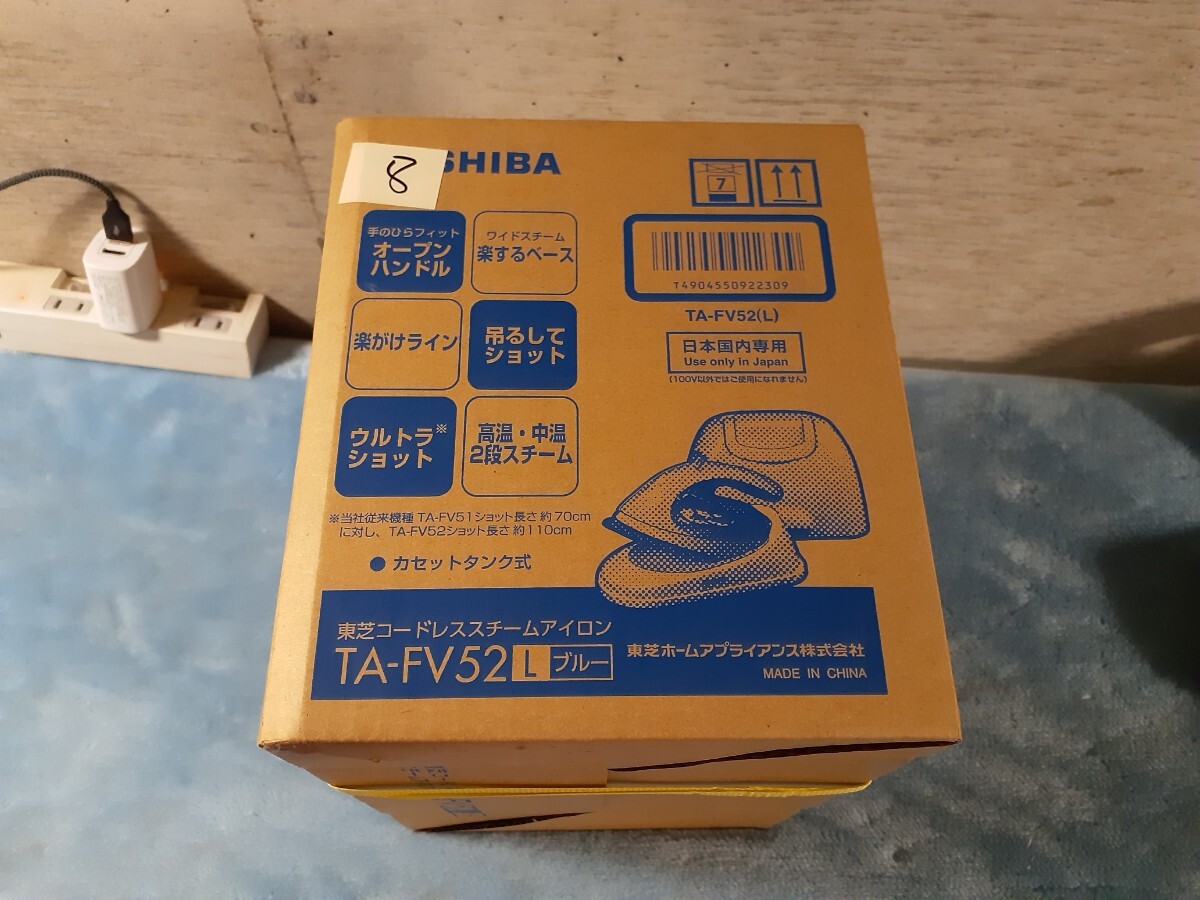 8
SHIBA
7
手のひらフィット
オープン
ハンドル
ワイドスチーム
楽するベース
楽がけライン
吊るして
ショット
ウルトラ※
ショット
高温・中温
2段スチーム
※当社従来機種 TA-FV51ショット長さ 約70cm
に対し、TA-FV52ショット長さ 約110cm
● カセットタンク式
T4904550922309
TA-FV52(L)
日本国内専用
Use only in Japan
(100V以外ではご使用になれません)
東芝コードレススチームアイロン
TA-FV52 L ブルー
東芝ホームアプライアンス株式会社
MADE IN CHINA